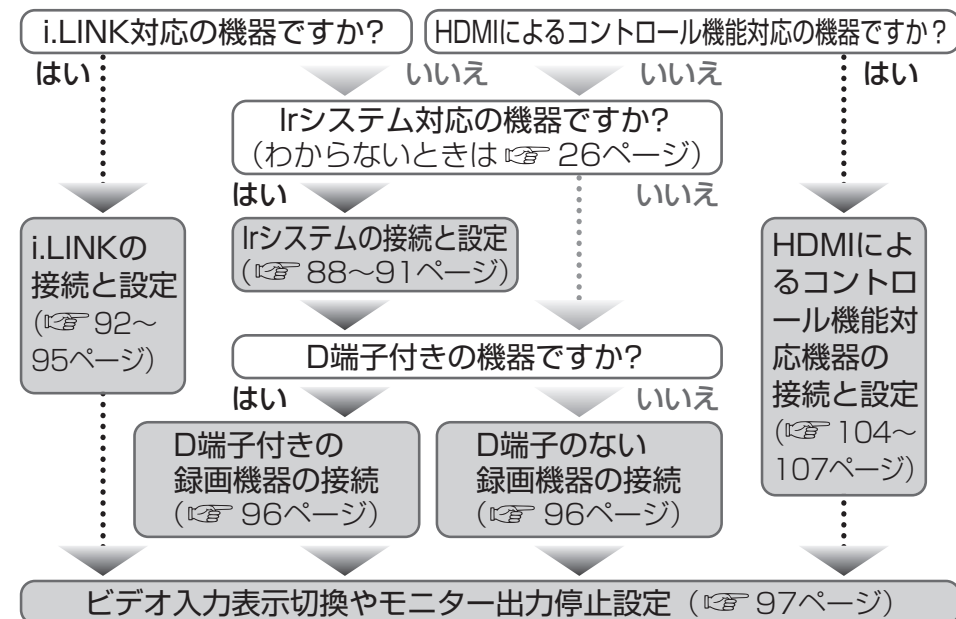 i.LINK対応の機器ですか?
HDMIによるコントロール機能対応の機器ですか?
はい
いいえ
いいえ
はい
Irシステム対応の機器ですか?
(わからないときは ☞ 26ページ)
はい
いいえ
i.LINKの
接続と設定
(☞ 92〜
95ページ)
Irシステムの接続と設定
(☞ 88〜91ページ)
HDMIによ
るコントロ
ール機能対
応機器の
接続と設定
(☞ 104〜
107ページ)
D端子付きの機器ですか?
はい
いいえ
D端子付きの
録画機器の接続
(☞ 96ページ)
D端子のない
録画機器の接続
(☞ 96ページ)
ビデオ入力表示切換やモニター出力停止設定(☞ 97ページ)